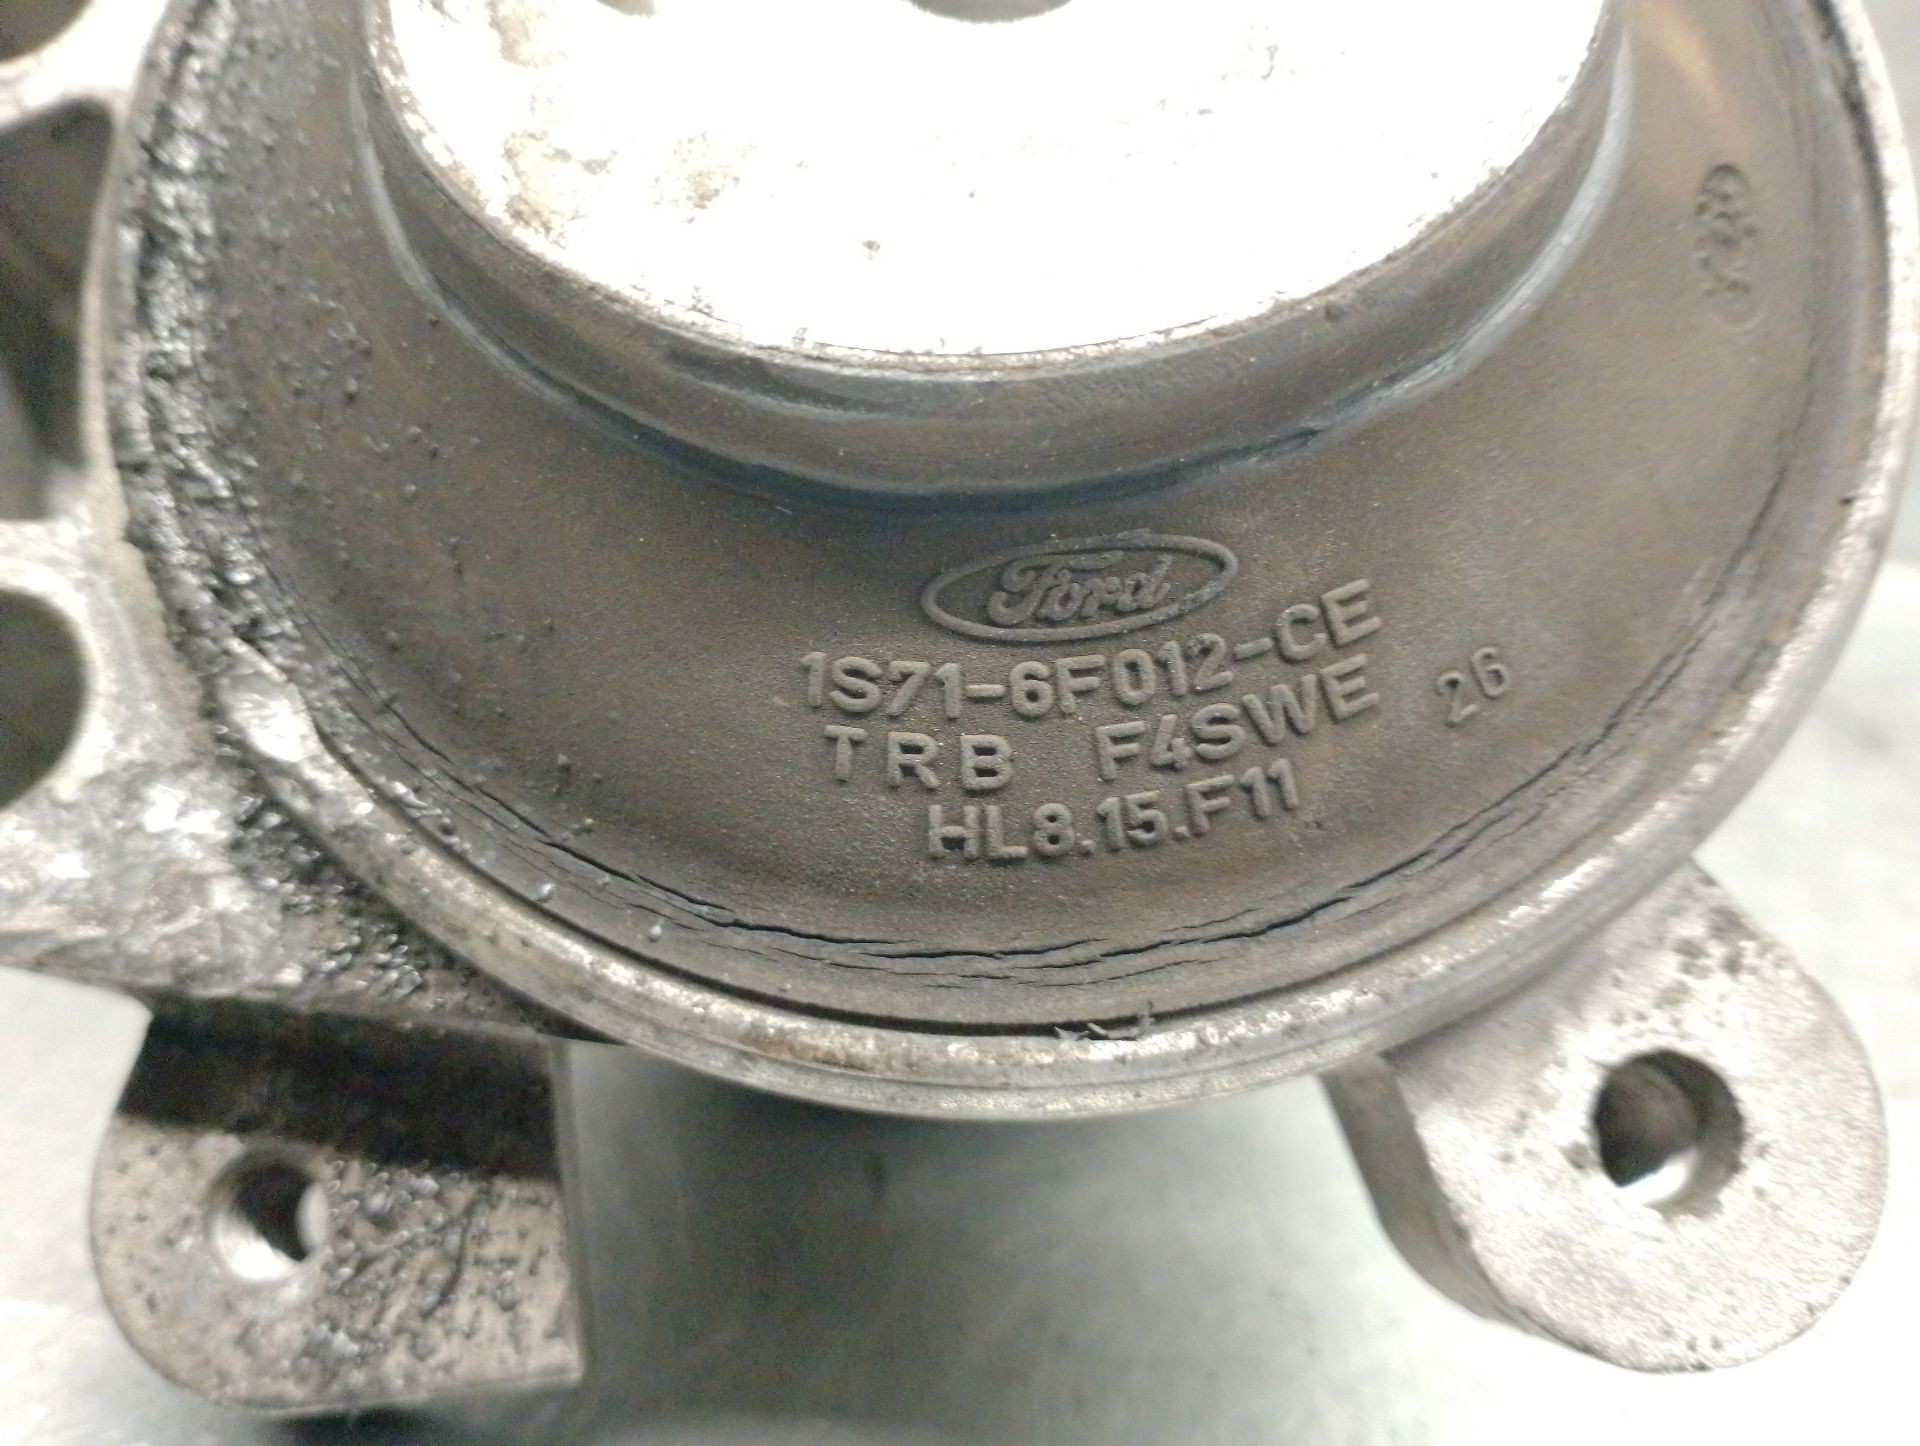 Ford
1S71-6F012-CE
TRB F4SWE 26
HL8.15.F11